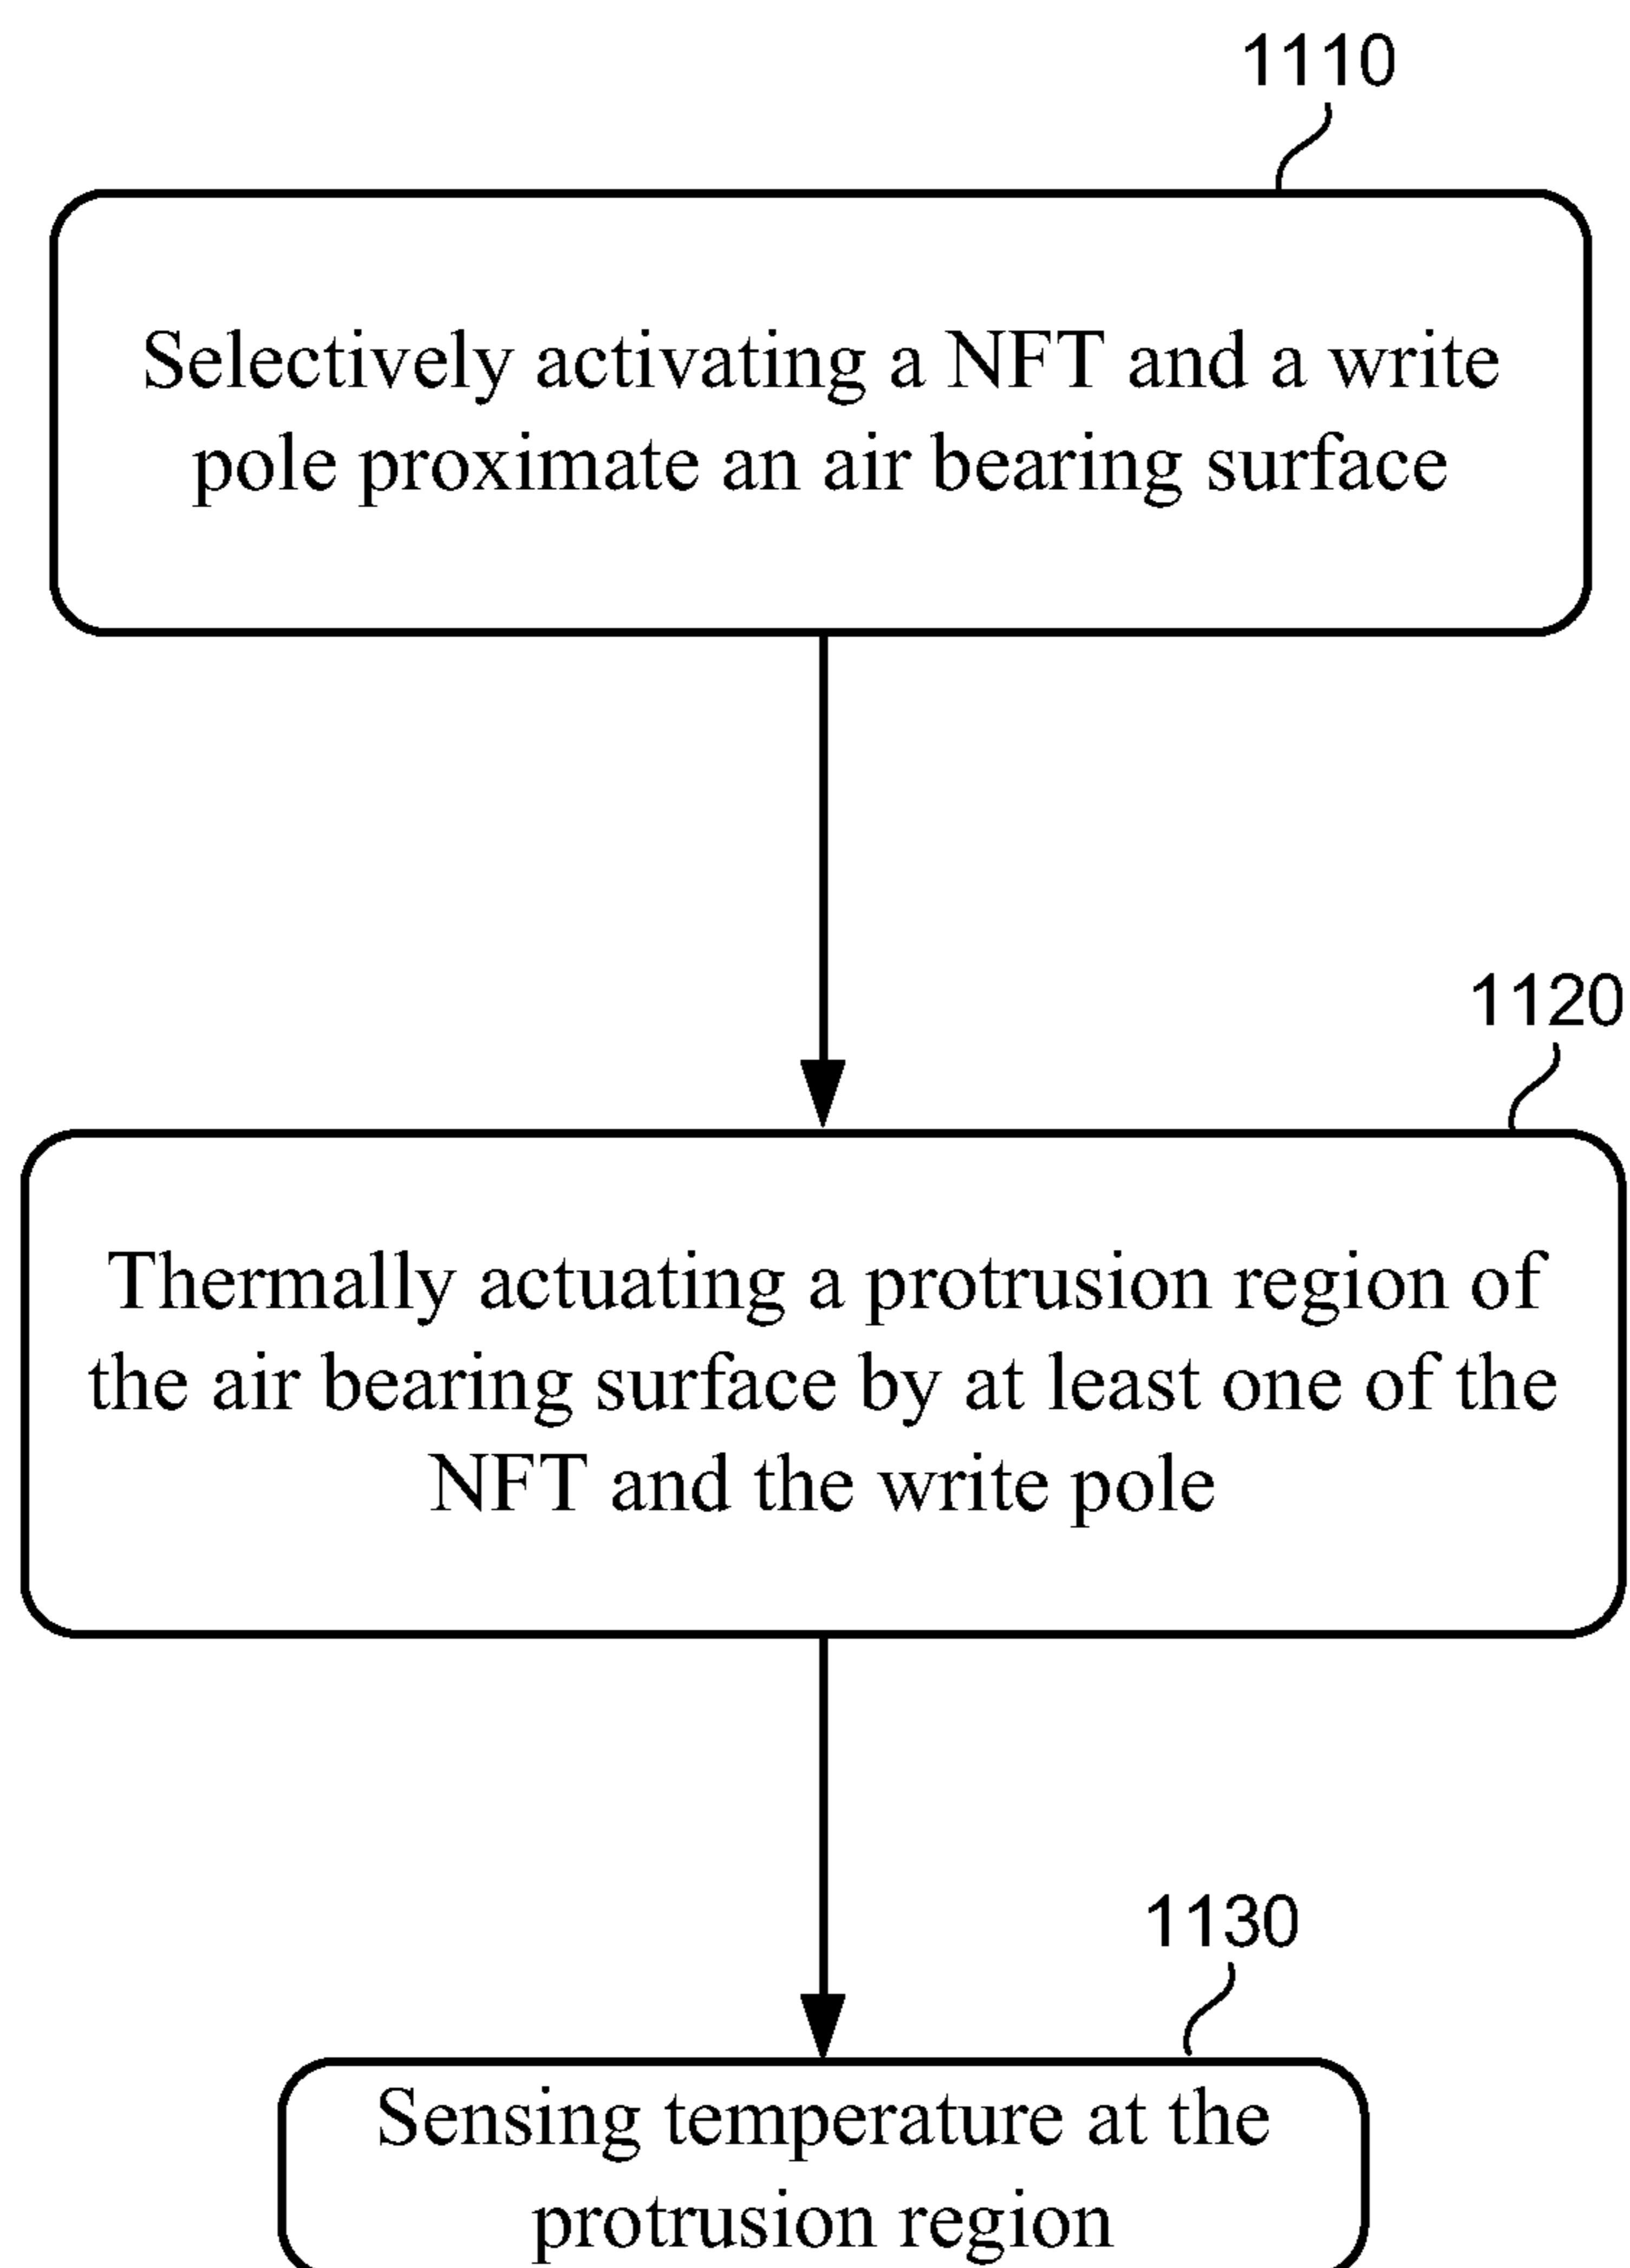 1110
Selectively activating a NFT and a write
pole proximate an air bearing surface
1120
Thermally actuating a protrusion region of
the air bearing surface by at least one of the
NFT and the write pole
1130
Sensing temperature at the
protrusion region